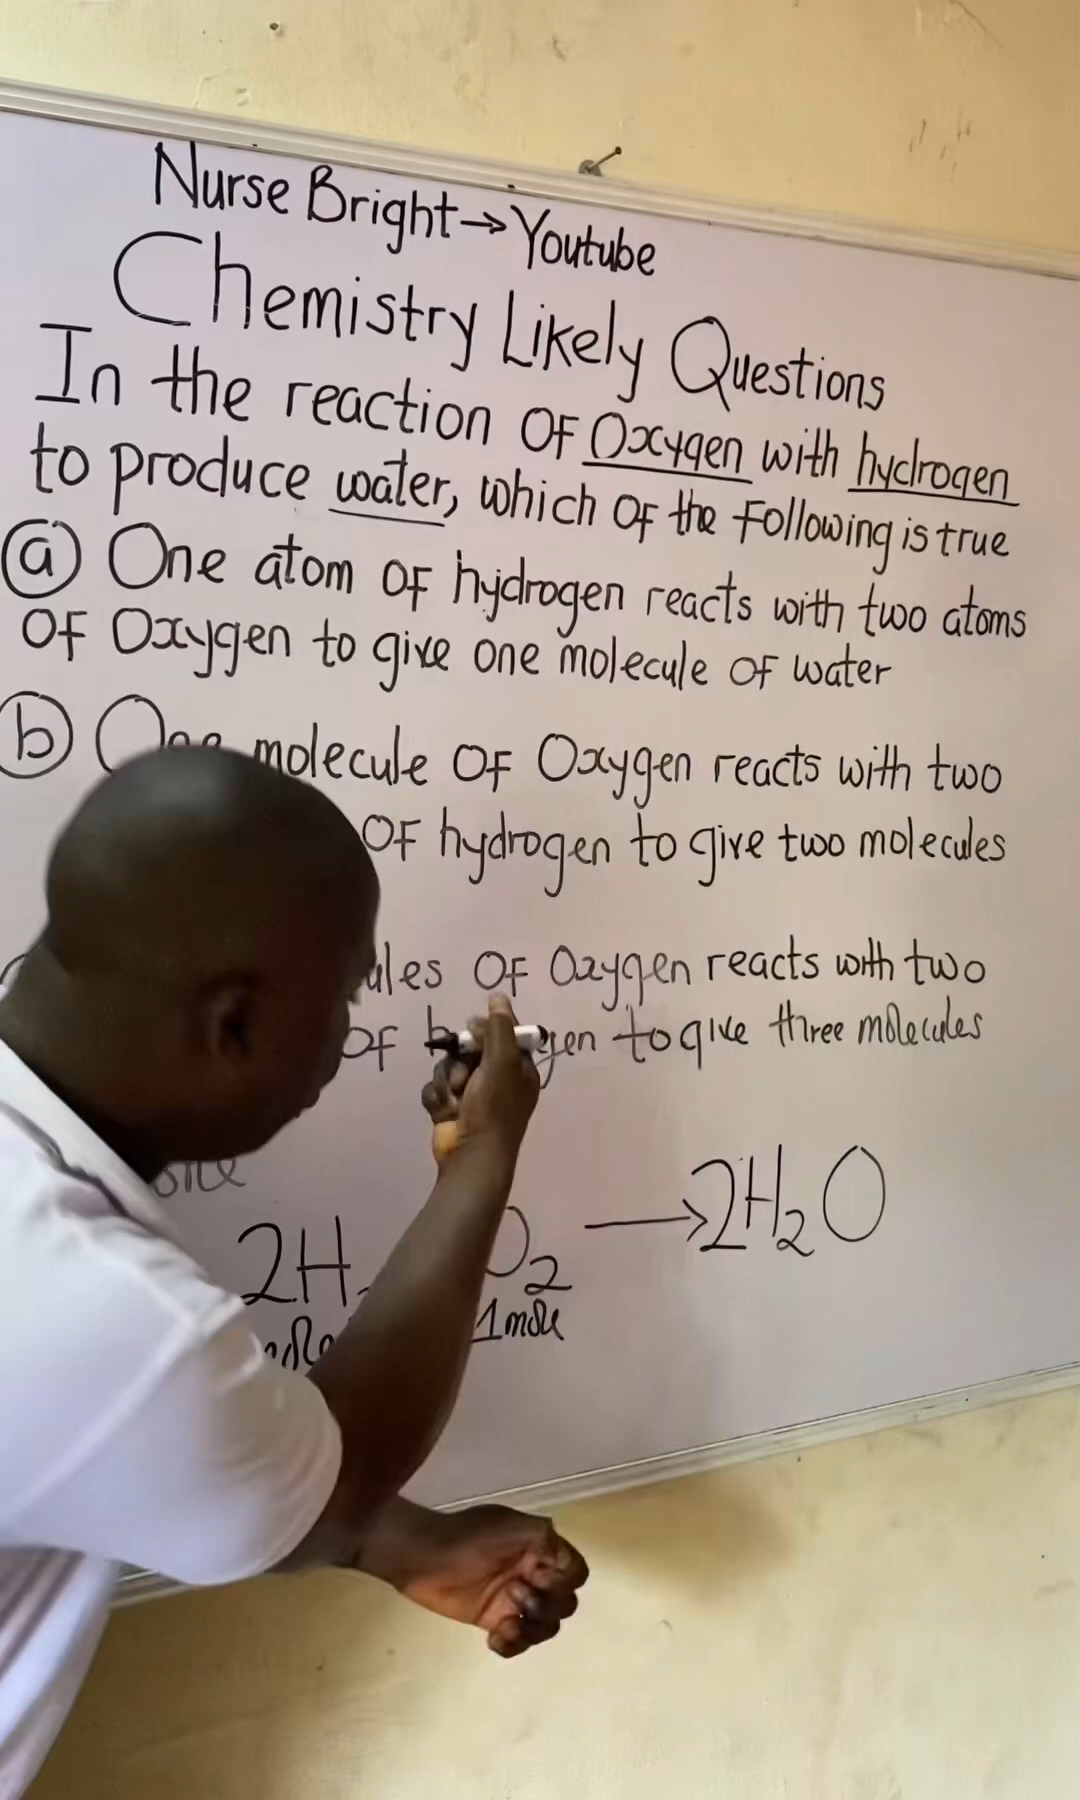 Nurse Bright → Youtube
Chemistry Likely Questions
In the reaction OF Oxygen with hydrogen
to produce water, which OF the Following is true
(a) One atom OF hydrogen reacts with two atoms
OF Oxygen to give one molecule OF water
(b) One molecule OF Oxygen reacts with two
OF hydrogen to give two molecules
OF Oxygen reacts with two
OF to give three molecules
2H O2 → 2H2O
1mole